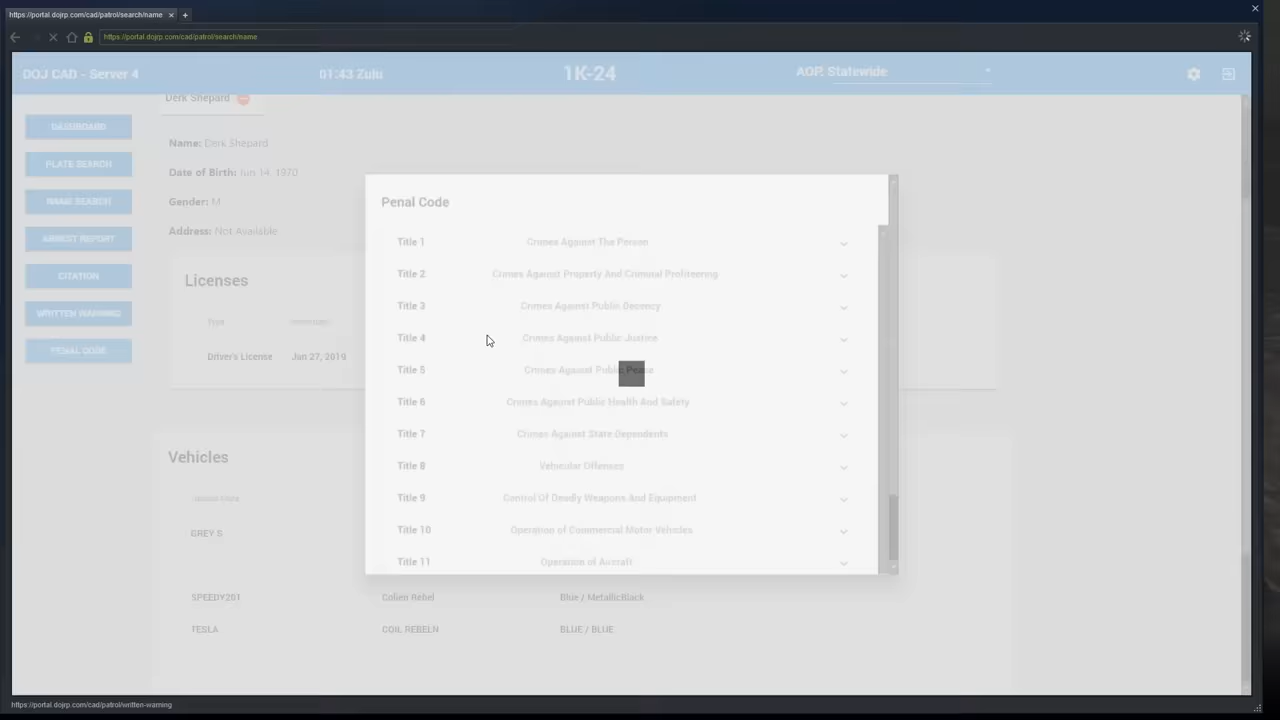 https://portal.dojrp.com/cad/patrol/search/name
https://portal.dojrp.com/cad/patrol/search/name
DOJ CAD - Server 4 01:43 Zulu 1K-24 AOP: Statewide
Derk Shepard
DASHBOARD
PLATE SEARCH
NAME SEARCH
ARREST REPORT
CITATION
WRITTEN WARNING
PENAL CODE
Name: Derk Shepard
Date of Birth: Jun 14, 1970
Gender: M
Address: Not Available
Licenses
Type
Driver's License Jan 27, 2019
Vehicles
GREY S
SPEEDY201 Colien Rebel Blue / MetallicBlack
TESLA COIL REBELN BLUE / BLUE
Penal Code
Title 1 Crimes Against The Person
Title 2 Crimes Against Property And Criminal Profiteering
Title 3 Crimes Against Public Decency
Title 4 Crimes Against Public Justice
Title 5 Crimes Against Public Peace
Title 6 Crimes Against Public Health And Safety
Title 7 Crimes Against State Dependents
Title 8 Vehicular Offenses
Title 9 Control Of Deadly Weapons And Equipment
Title 10 Operation of Commercial Motor Vehicles
Title 11 Operation of Aircraft
https://portal.dojrp.com/cad/patrol/written-warning